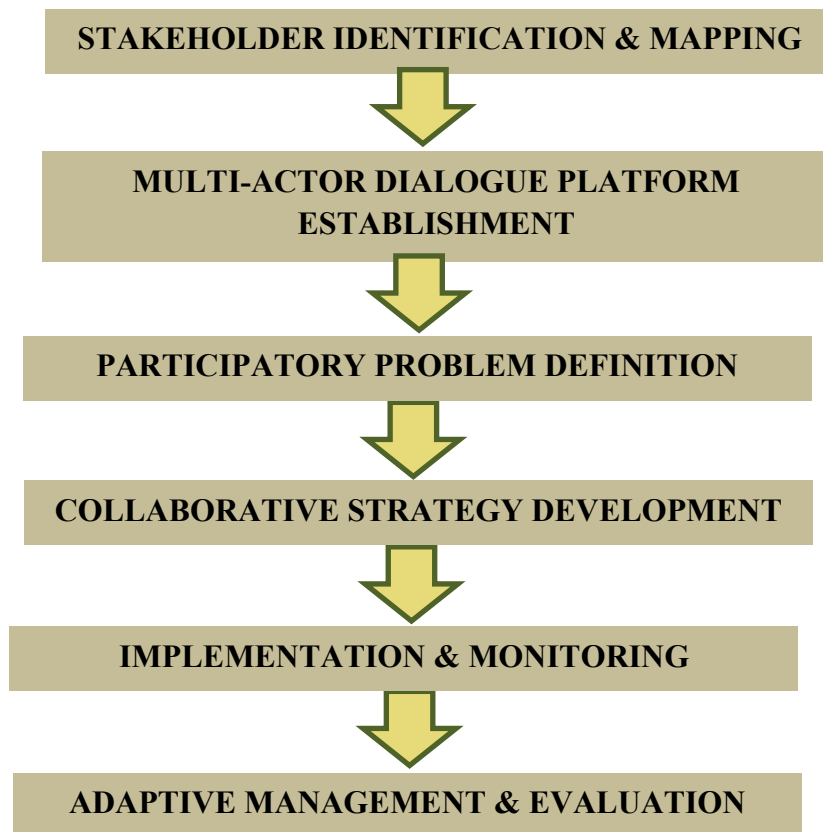 STAKEHOLDER IDENTIFICATION & MAPPING
MULTI-ACTOR DIALOGUE PLATFORM
ESTABLISHMENT
PARTICIPATORY PROBLEM DEFINITION
COLLABORATIVE STRATEGY DEVELOPMENT
IMPLEMENTATION & MONITORING
ADAPTIVE MANAGEMENT & EVALUATION